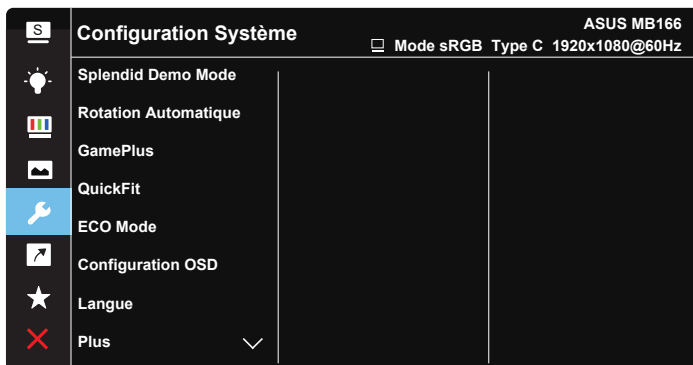 S
Configuration Système
ASUS MB166
Mode sRGB Type C 1920x1080@60Hz
Splendid Demo Mode
Rotation Automatique
GamePlus
QuickFit
ECO Mode
Configuration OSD
Langue
Plus